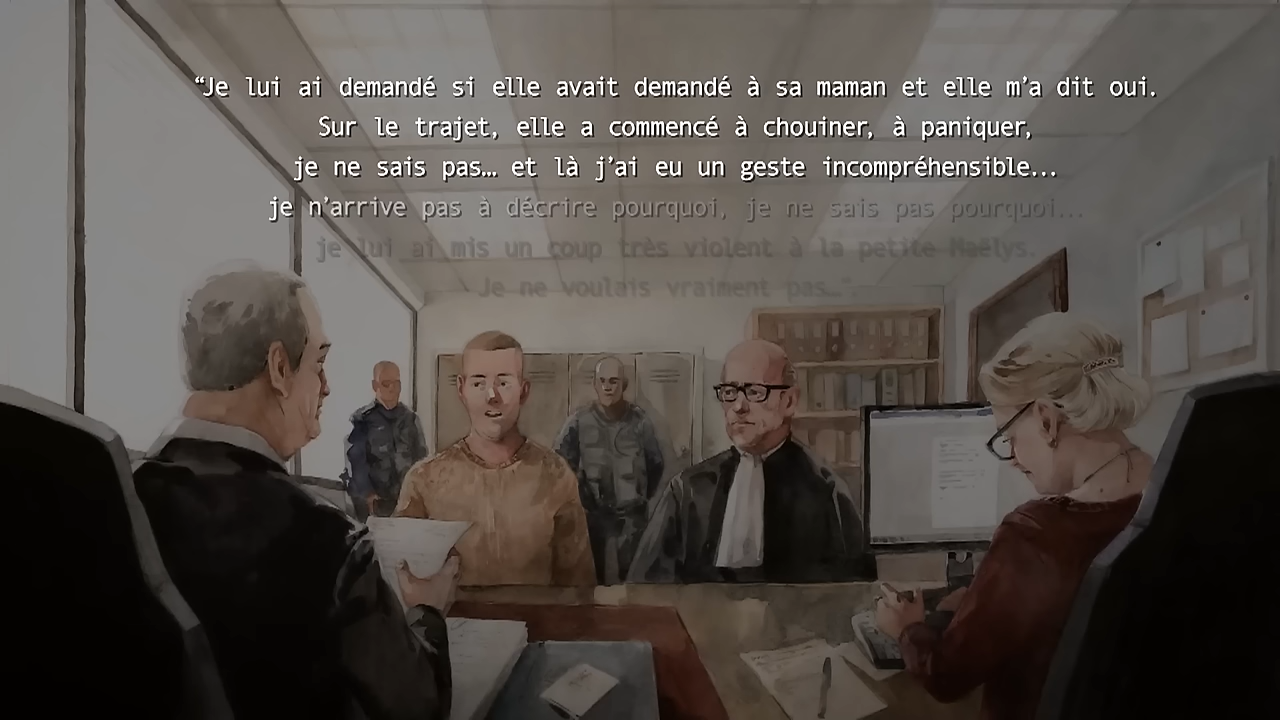 “Je lui ai demandé si elle avait demandé à sa maman et elle m’a dit oui.
Sur le trajet, elle a commencé à chouiner, à paniquer,
je ne sais pas... et là j’ai eu un geste incompréhensible...
je n’arrive pas à décrire pourquoi, je ne sais pas pourquoi...
je lui ai mis un coup très violent à la petite Maëlys.
Je ne voulais vraiment pas...”.